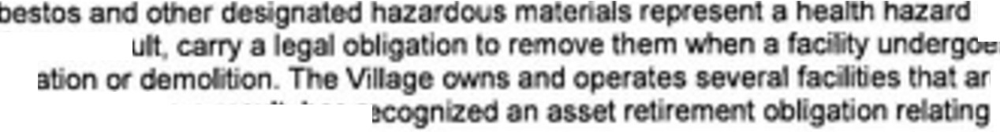 bestos and other designated hazardous materials represent a health hazard
ult, carry a legal obligation to remove them when a facility undergoe
ation or demolition. The Village owns and operates several facilities that ar
ecognized an asset retirement obligation relating